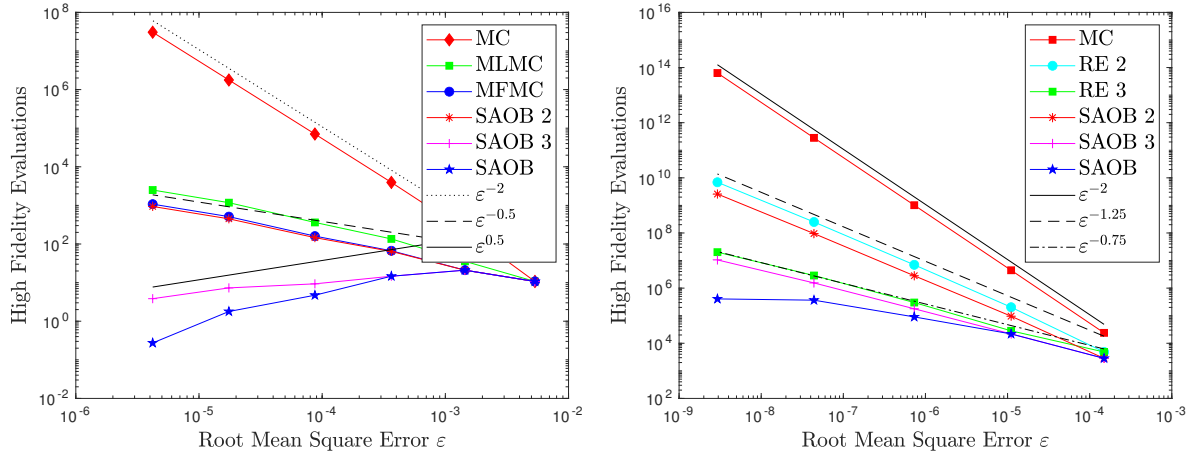 High Fidelity Evaluations
10^8
10^6
10^4
10^2
10^0
10^-2
10^-6
10^-5
10^-4
10^-3
10^-2
Root Mean Square Error ε
MC
MLMC
MFMC
SAOB 2
SAOB 3
SAOB
ε^−2
ε^−0.5
ε^0.5
High Fidelity Evaluations
10^16
10^14
10^12
10^10
10^8
10^6
10^4
10^2
10^-9
10^-8
10^-7
10^-6
10^-5
10^-4
10^-3
Root Mean Square Error ε
MC
RE 2
RE 3
SAOB 2
SAOB 3
SAOB
ε^−2
ε^−1.25
ε^−0.75